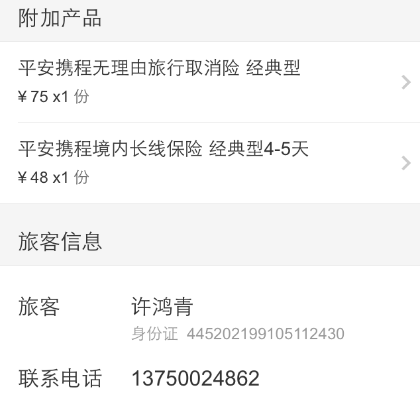 附加产品
平安携程无理由旅行取消险 经典型
¥75 x1 份
平安携程境内长线保险 经典型4-5天
¥48 x1 份
旅客信息
旅客 许鸿青
身份证 445202199105112430
联系电话 13750024862